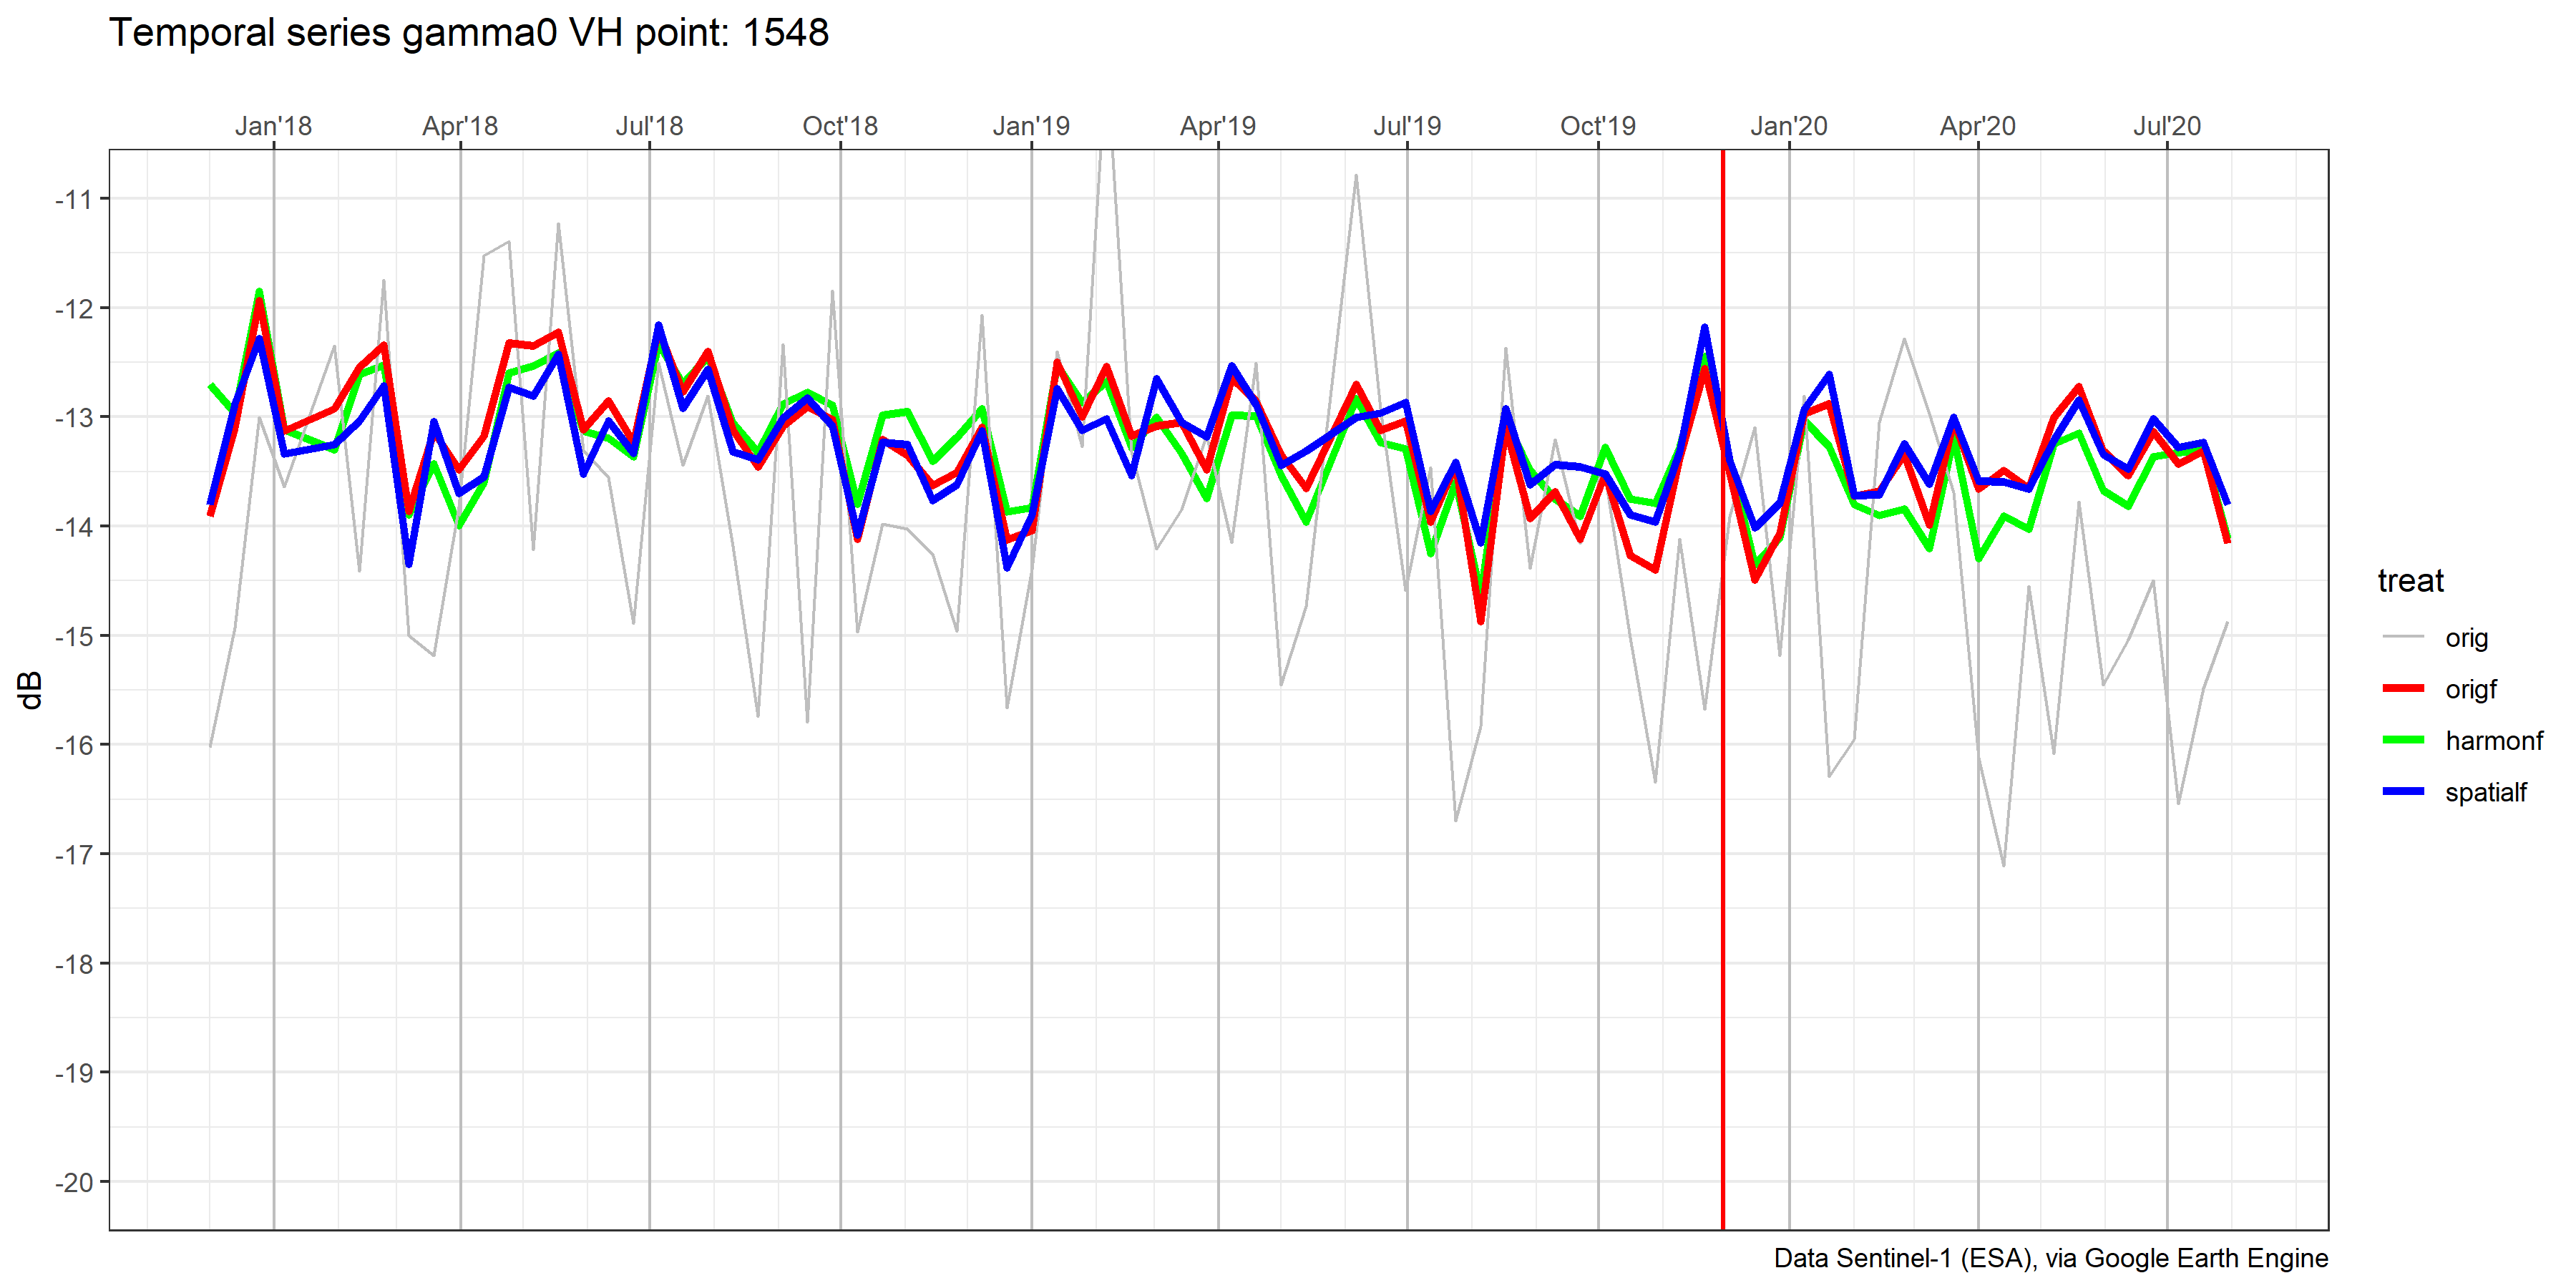 Temporal series gamma0 VH point: 1548
Jan'18 Apr'18 Jul'18 Oct'18 Jan'19 Apr'19 Jul'19 Oct'19 Jan'20 Apr'20 Jul'20
-11
-12
-13
-14
-15
-16
-17
-18
-19
-20
dB
treat
orig
origf
harmonf
spatialf
Data Sentinel-1 (ESA), via Google Earth Engine